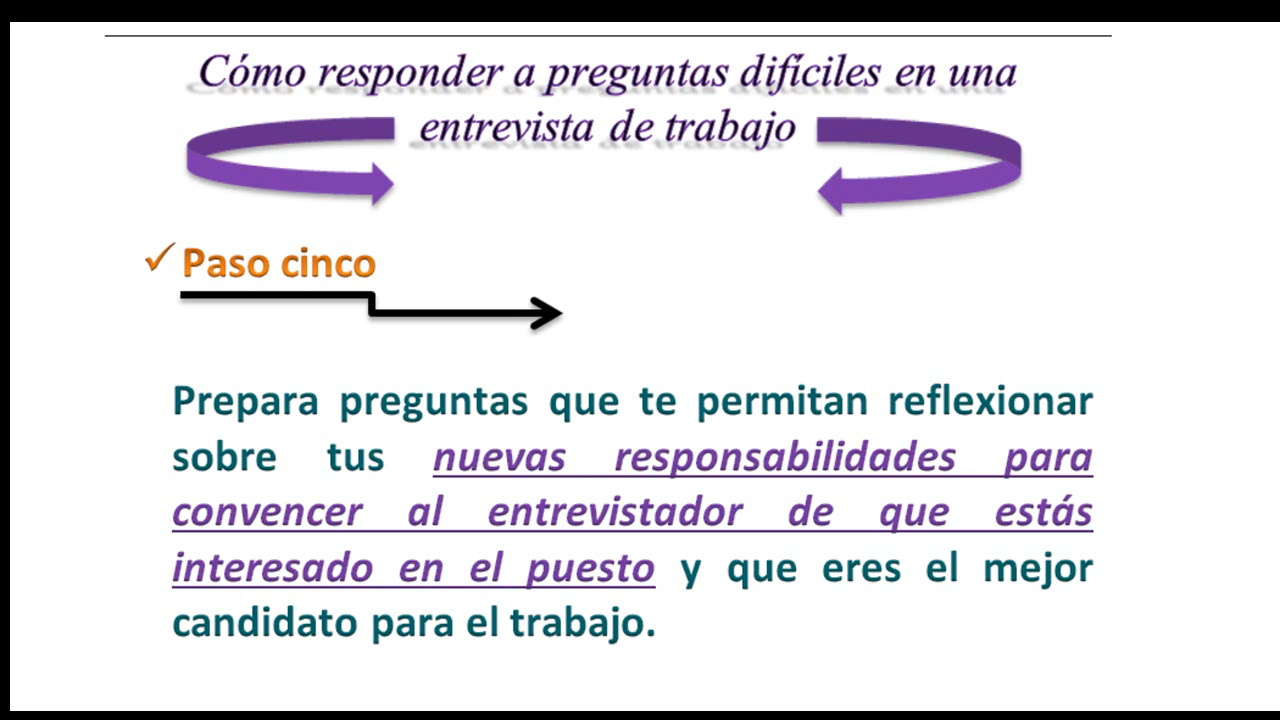 Cómo responder a preguntas difíciles en una
entrevista de trabajo
✓ Paso cinco
Prepara preguntas que te permitan reflexionar
sobre tus nuevas responsabilidades para
convencer al entrevistador de que estás
interesado en el puesto y que eres el mejor
candidato para el trabajo.